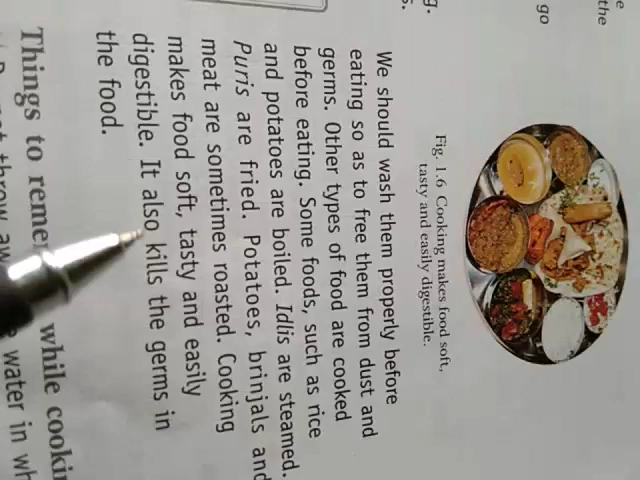 the
go
g.
s.
Fig. 1.6 Cooking makes food soft,
tasty and easily digestible.
We should wash them properly before
eating so as to free them from dust and
germs. Other types of food are cooked
before eating. Some foods, such as rice
and potatoes are boiled. Idlis are steamed.
Puris are fried. Potatoes, brinjals and
meat are sometimes roasted. Cooking
makes food soft, tasty and easily
digestible. It also kills the germs in
the food.
Things to while
throw water in